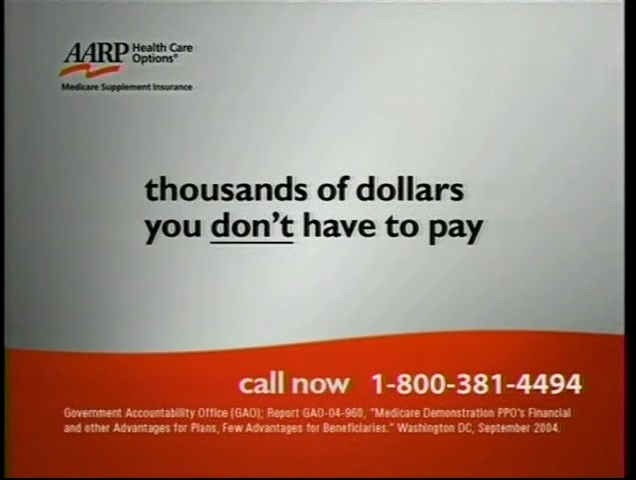 AARP Health Care
Options®
Medicare Supplement Insurance
thousands of dollars
you don't have to pay
call now 1-800-381-4494
Government Accountability Office (GAO); Report GAO-04-960, "Medicare Demonstration PPO's Financial
and other Advantages for Plans, Few Advantages for Beneficiaries." Washington DC, September 2004.